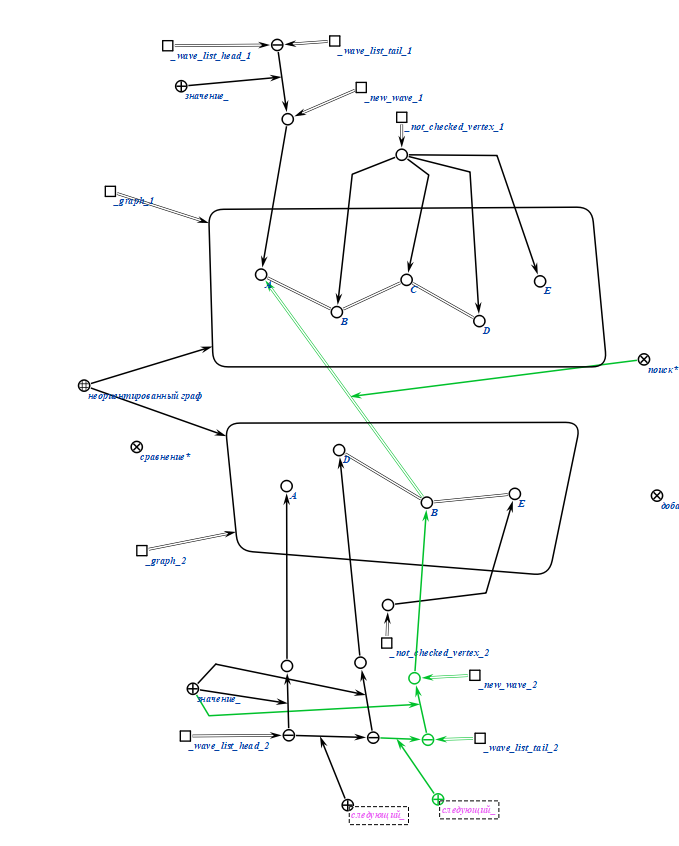 _wave_list_head_1
_wave_list_tail_1
значение_
_new_wave_1
_not_checked_vertex_1
_graph_1
A
B
C
D
E
поиск*
неориентированный граф
сравнение*
D
A
B
E
доба
_graph_2
_not_checked_vertex_2
_new_wave_2
значение_
_wave_list_head_2
_wave_list_tail_2
следующий_
следующий_